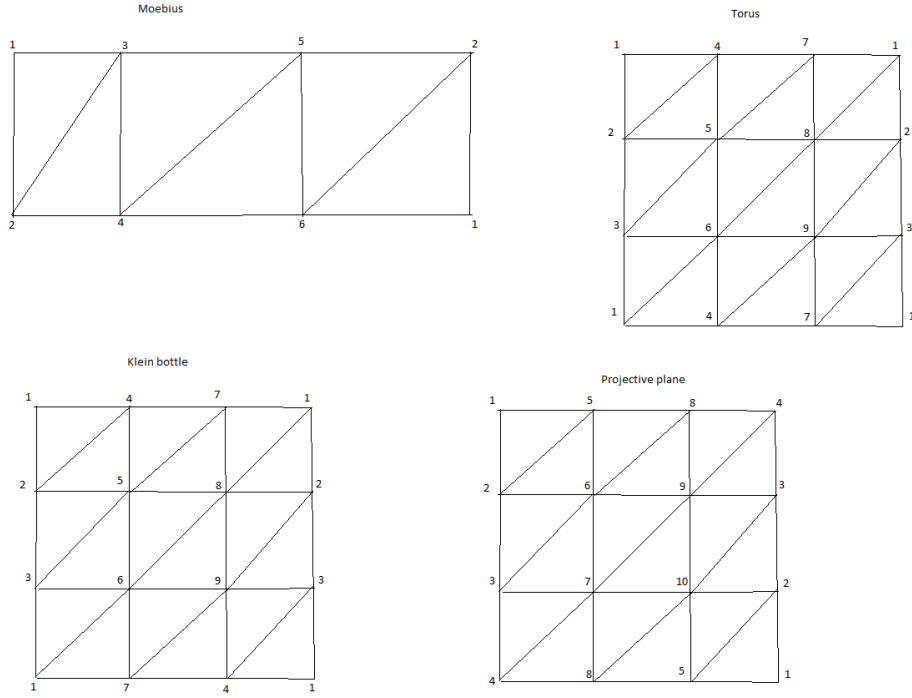 Moebius
1 3 5 2
2 4 6 1
Torus
1 4 7 1
2 5 8 2
3 6 9 3
1 4 7 1
Klein bottle
1 4 7 1
2 5 8 2
3 6 9 3
1 7 4 1
Projective plane
1 5 8 4
2 6 9 3
3 7 10 2
4 8 5 1